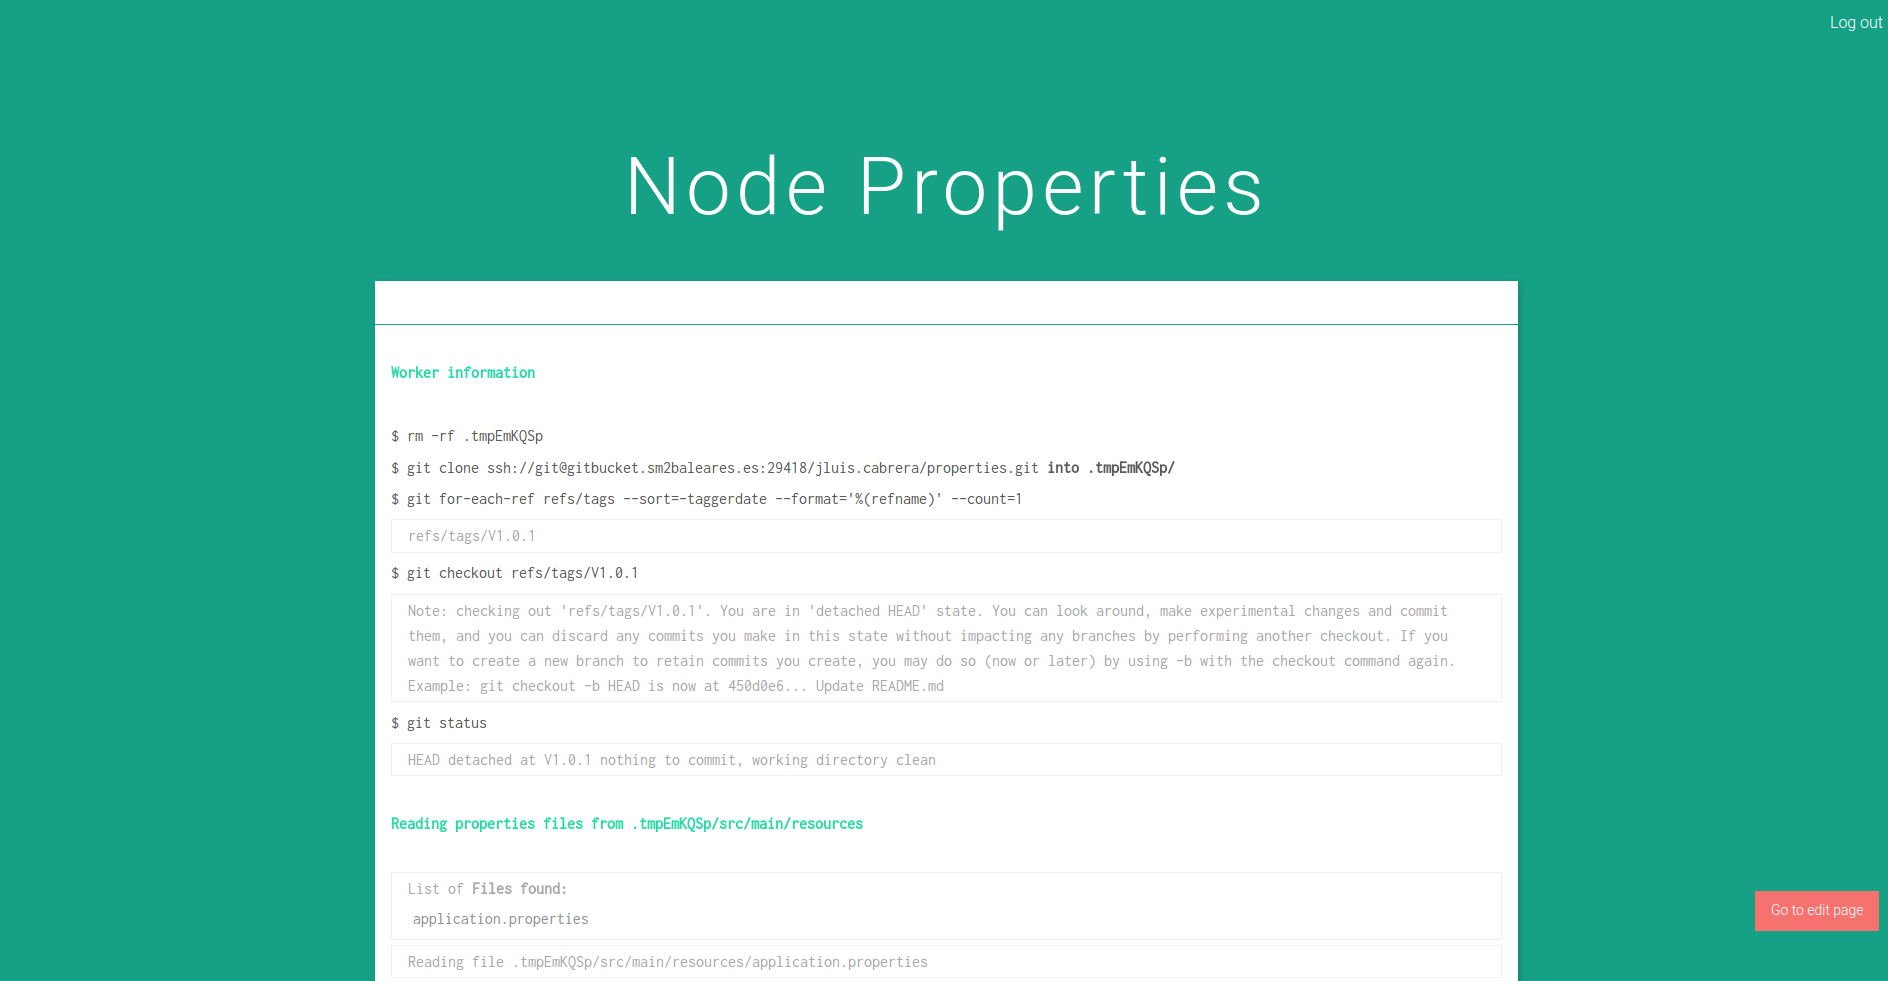 Log out
Node Properties
Worker information
$ rm -rf .tmpEmKQSp
$ git clone ssh://git@gitbucket.sm2baleares.es:29418/jluis.cabrera/properties.git into .tmpEmKQSp/
$ git for-each-ref refs/tags --sort=-taggerdate --format='%(refname)' --count=1
refs/tags/V1.0.1
$ git checkout refs/tags/V1.0.1
Note: checking out 'refs/tags/V1.0.1'. You are in 'detached HEAD' state. You can look around, make experimental changes and commit
them, and you can discard any commits you make in this state without impacting any branches by performing another checkout. If you
want to create a new branch to retain commits you create, you may do so (now or later) by using -b with the checkout command again.
Example: git checkout -b HEAD is now at 450d0e6... Update README.md
$ git status
HEAD detached at V1.0.1 nothing to commit, working directory clean
Reading properties files from .tmpEmKQSp/src/main/resources
List of Files found:
application.properties
Go to edit page
Reading file .tmpEmKQSp/src/main/resources/application.properties